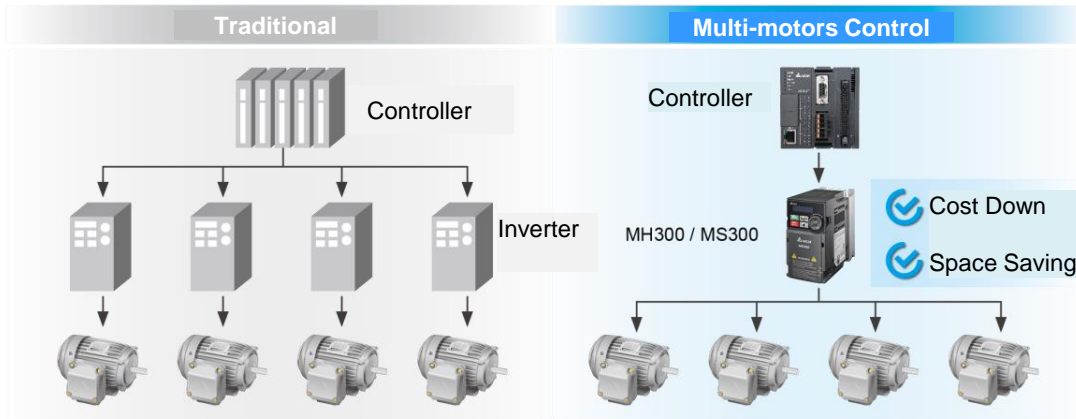 Traditional
Multi-motors Control
Controller
Inverter
Controller
MH300 / MS300
Cost Down
Space Saving